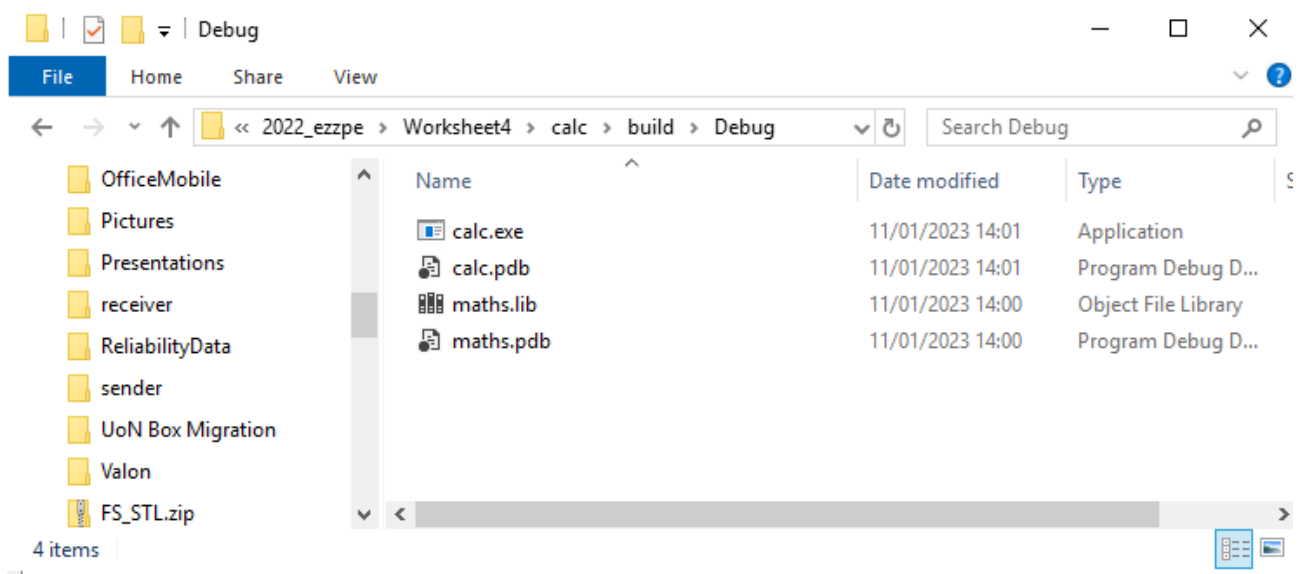 Debug
File Home Share View
« 2022_ezzpe > Worksheet4 > calc > build > Debug Search Debug
OfficeMobile
Pictures
Presentations
receiver
ReliabilityData
sender
UoN Box Migration
Valon
FS_STL.zip
Name Date modified Type S
calc.exe 11/01/2023 14:01 Application
calc.pdb 11/01/2023 14:01 Program Debug D...
maths.lib 11/01/2023 14:00 Object File Library
maths.pdb 11/01/2023 14:00 Program Debug D...
4 items